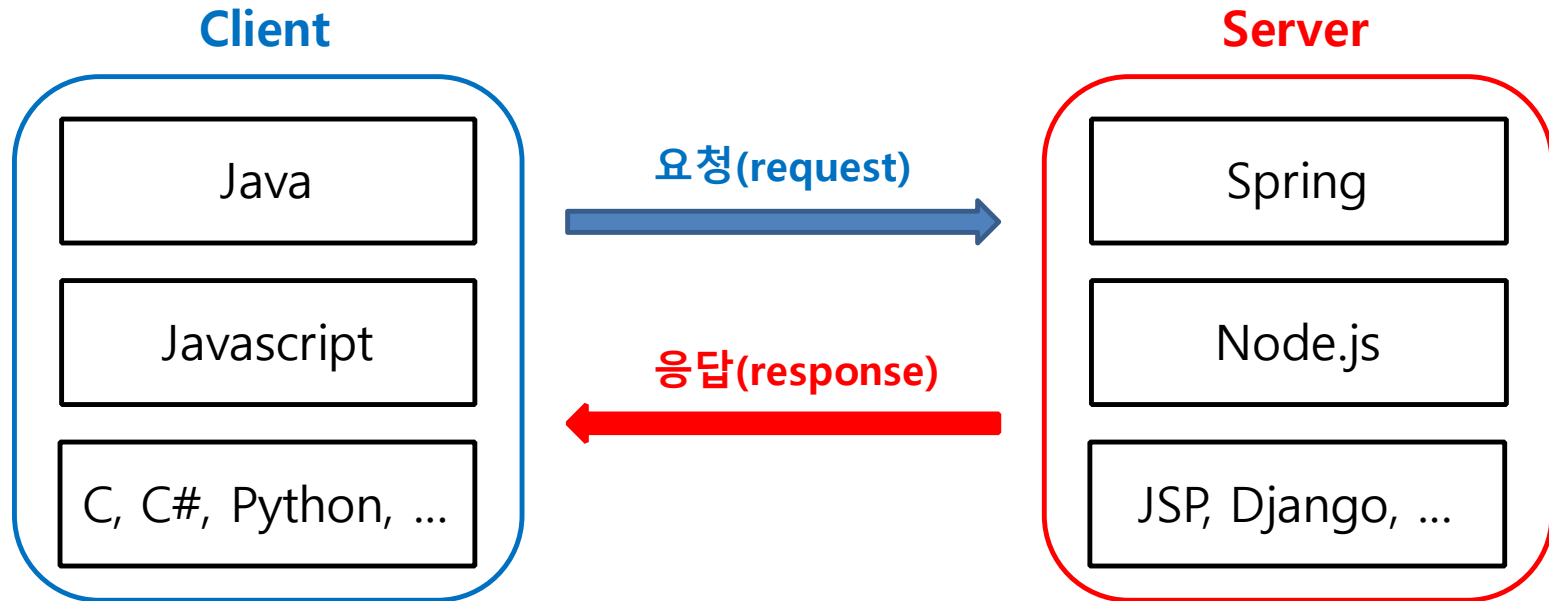 Client
Server
Java
요청(request)
Spring
Javascript
응답(response)
Node.js
C, C#, Python, ...
JSP, Django, ...